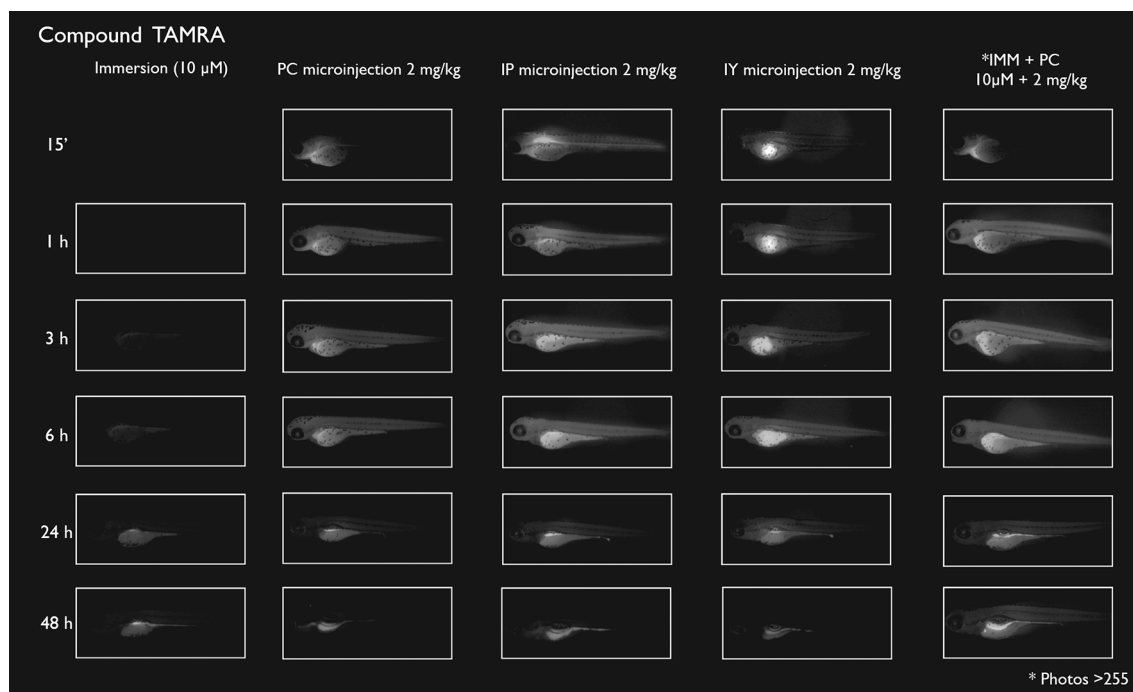 Compound TAMRA
Immersion (10 µM)
PC microinjection 2 mg/kg
IP microinjection 2 mg/kg
IY microinjection 2 mg/kg
*IMM + PC
10µM + 2 mg/kg
15’
1 h
3 h
6 h
24 h
48 h
* Photos >255